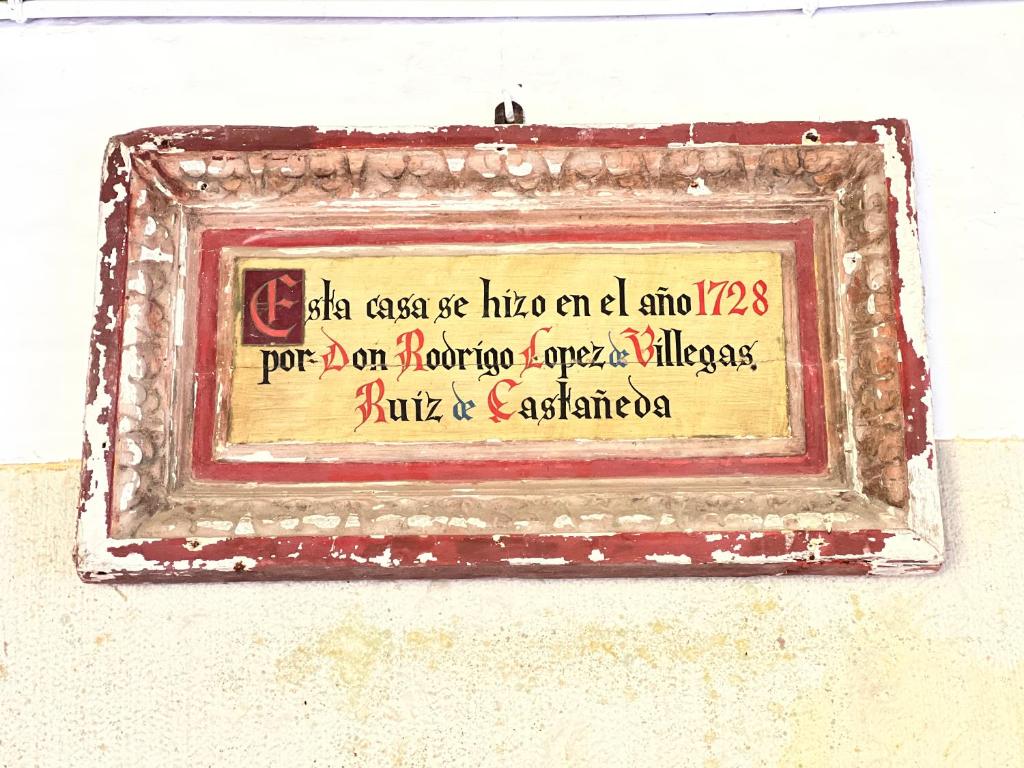 Esta casa se hizo en el año 1728
por Don Rodrigo Lopez de Villegas,
Ruiz de Castañeda